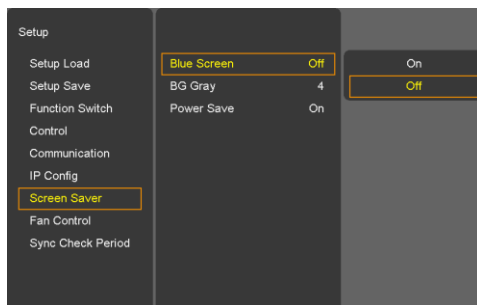 Setup
Setup Load
Setup Save
Function Switch
Control
Communication
IP Config
Screen Saver
Fan Control
Sync Check Period
Blue Screen Off
BG Gray 4
Power Save On
On
Off